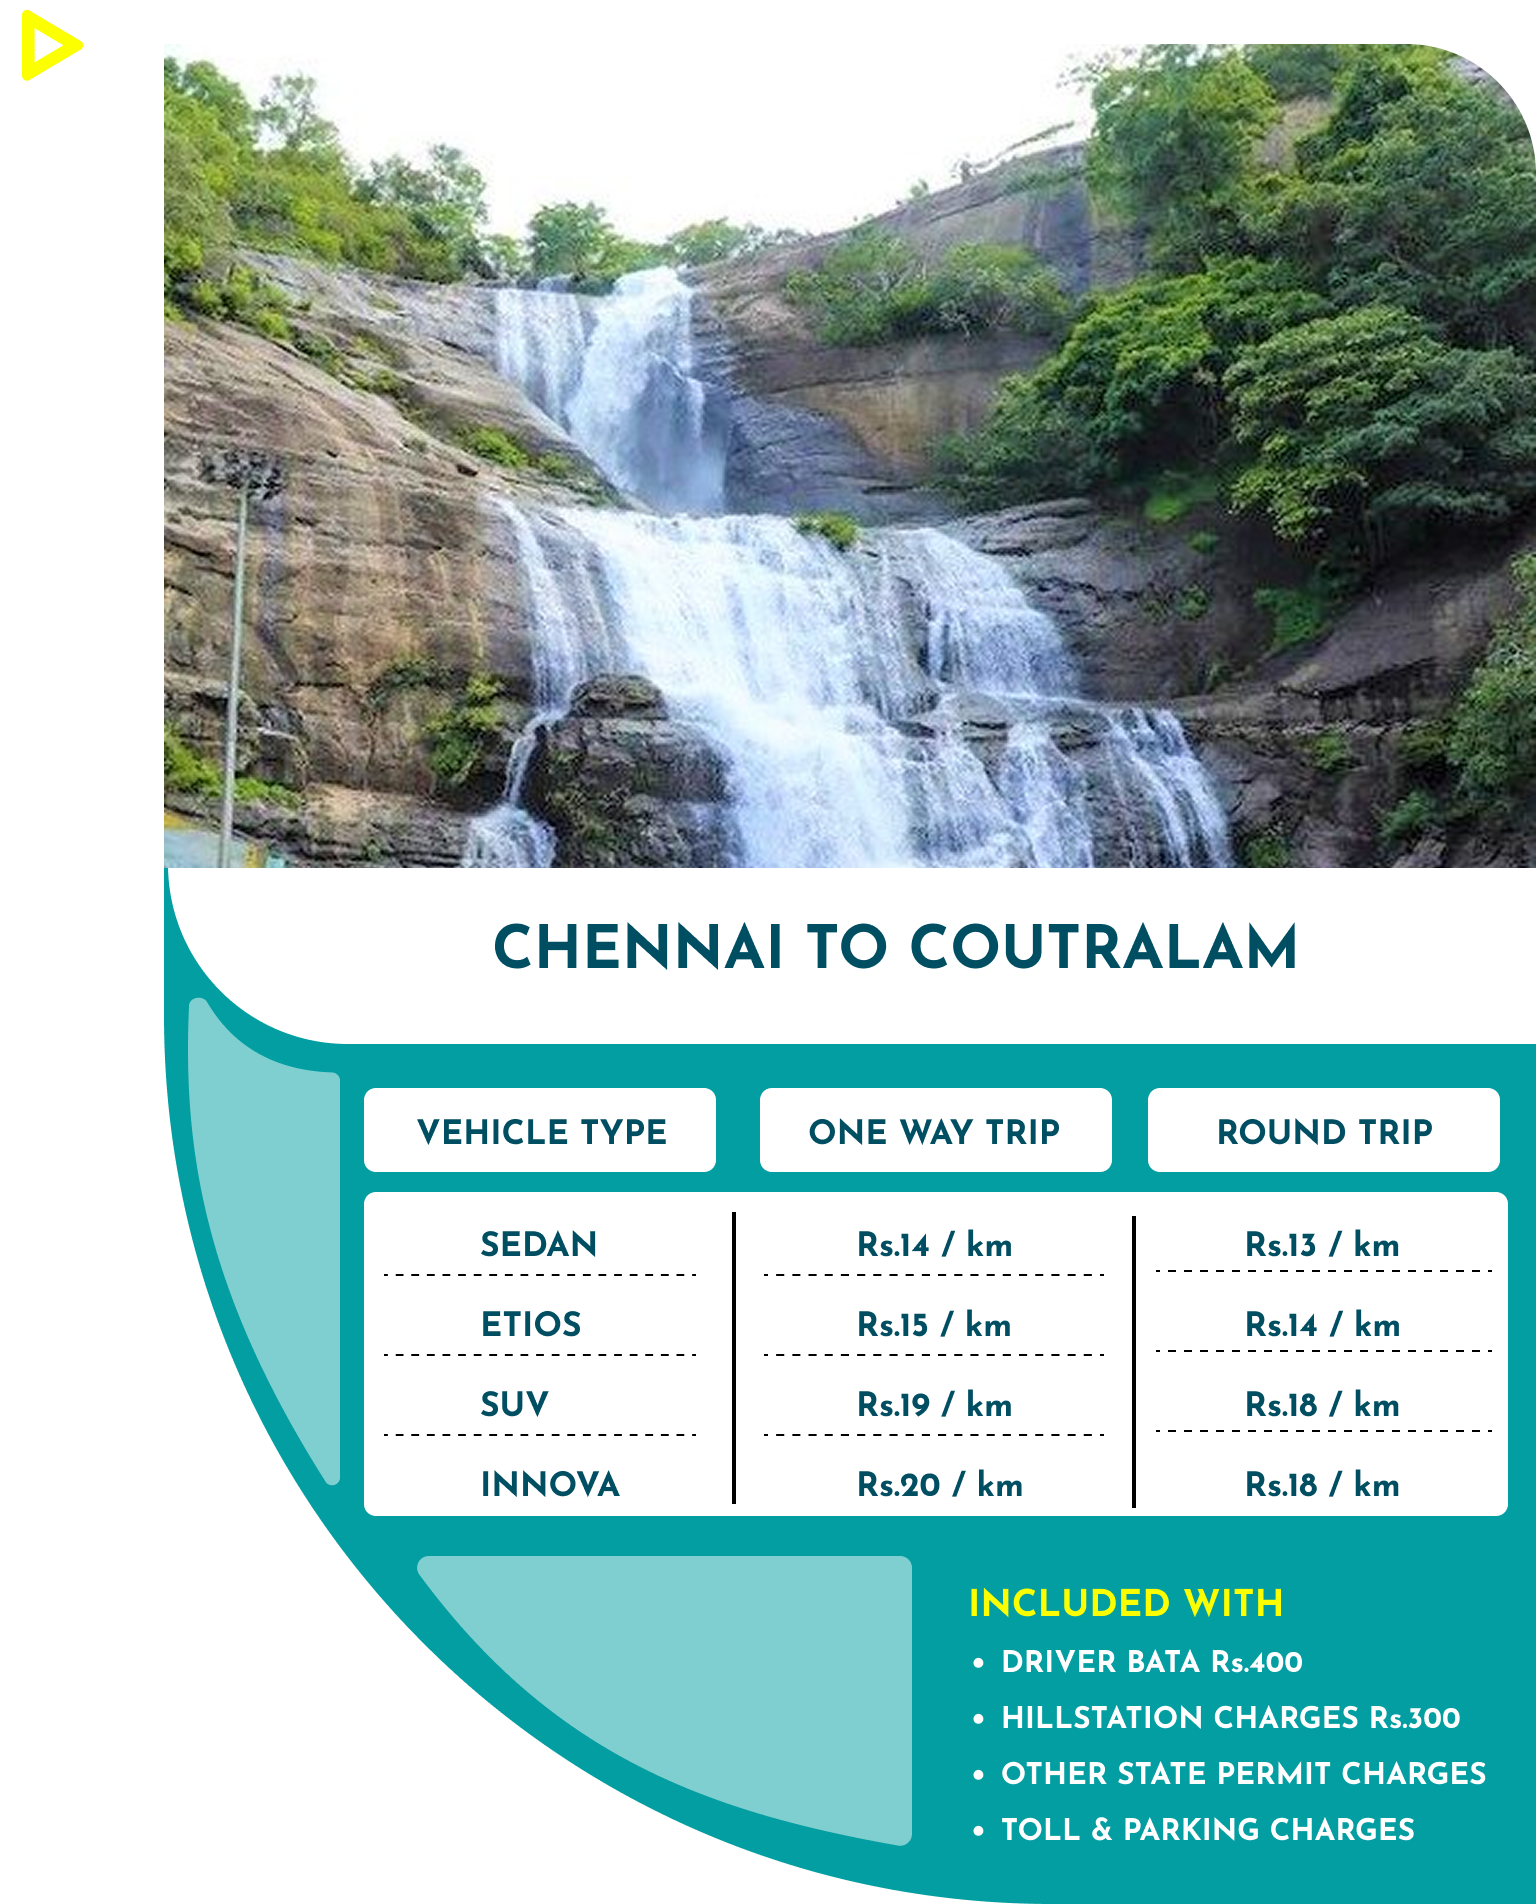 CHENNAI TO COUTRALAM
VEHICLE TYPE ONE WAY TRIP ROUND TRIP
SEDAN Rs.14 / km Rs.13 / km
ETIOS Rs.15 / km Rs.14 / km
SUV Rs.19 / km Rs.18 / km
INNOVA Rs.20 / km Rs.18 / km
INCLUDED WITH
• DRIVER BATA Rs.400
• HILLSTATION CHARGES Rs.300
• OTHER STATE PERMIT CHARGES
• TOLL & PARKING CHARGES